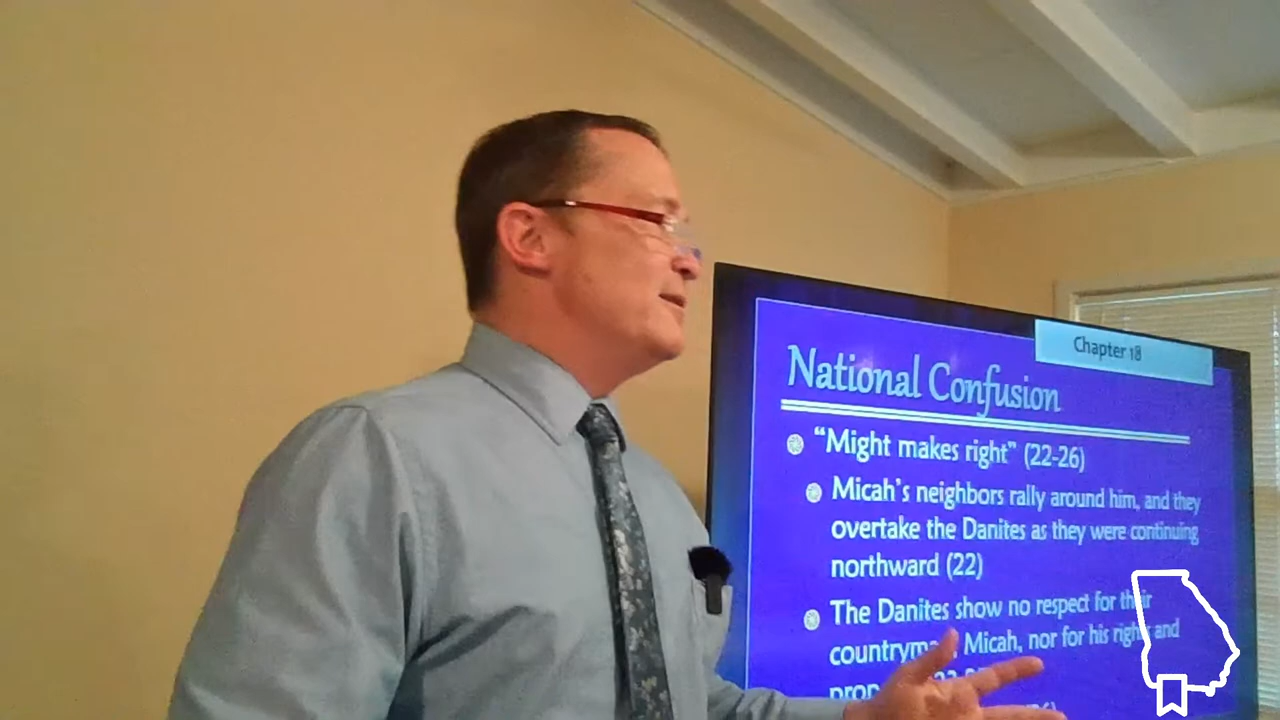 Chapter 18
National Confusion
“Might makes right” (22-26)
Micah’s neighbors rally around him, and they
overtake the Danites as they were continuing
northward (22)
The Danites show no respect for their
Micah, nor for his right and